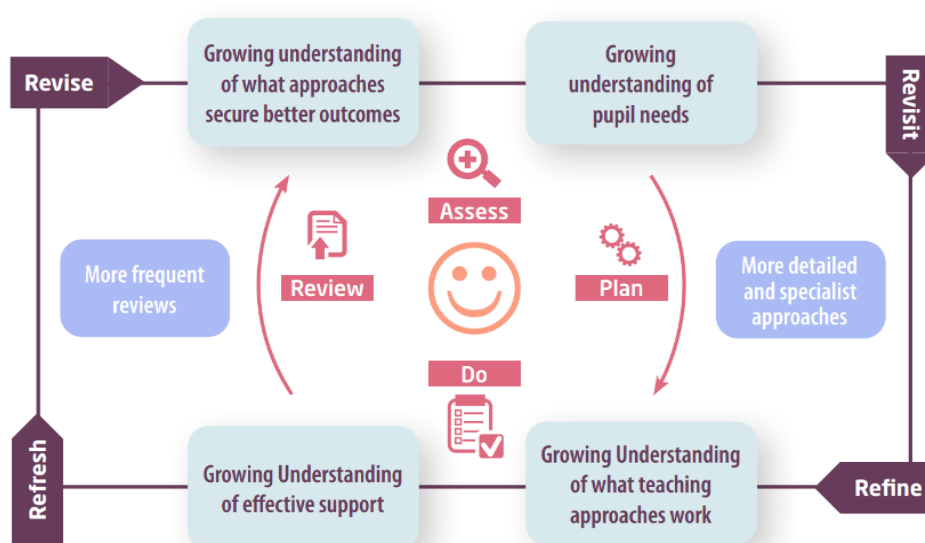 Revise
Growing understanding
of what approaches
secure better outcomes
Growing
understanding of
pupil needs
Revisit
Assess
More frequent
reviews
Review
Plan
More detailed
and specialist
approaches
Do
Refresh
Growing Understanding
of effective support
Growing Understanding
of what teaching
approaches work
Refine